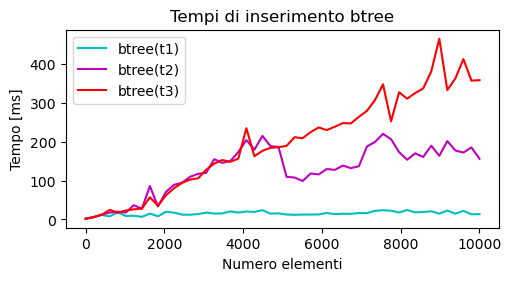 Tempi di inserimento btree
btree(t1)
btree(t2)
btree(t3)
Tempo [ms]
400
300
200
100
0
0
2000
4000
6000
8000
10000
Numero elementi